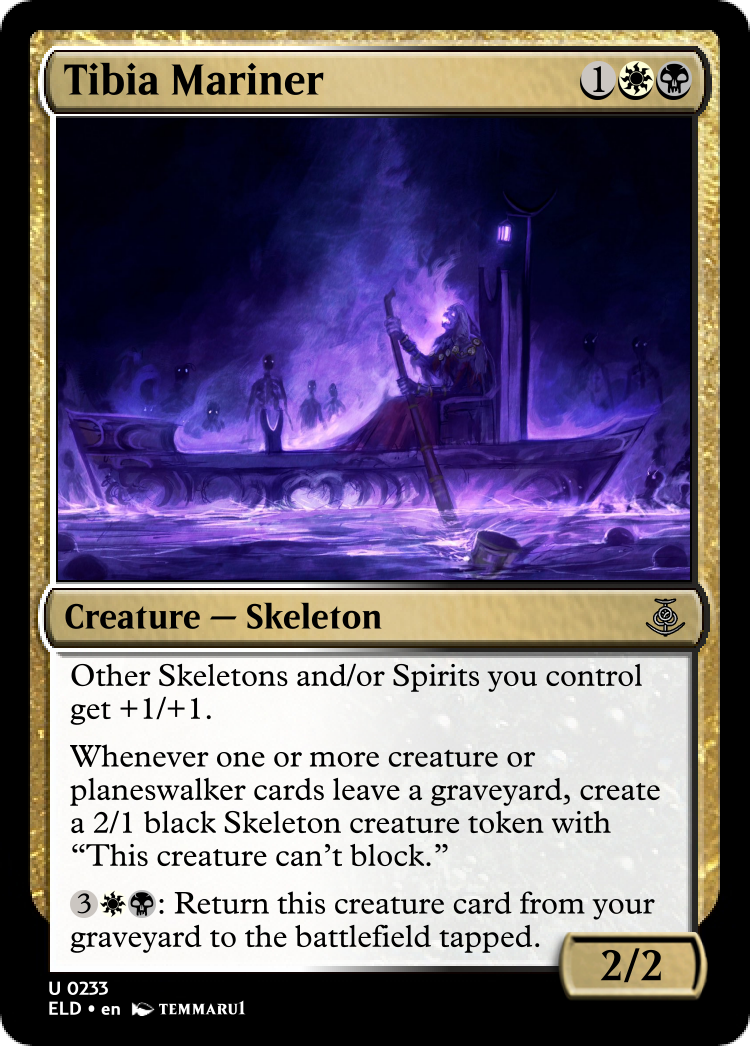 Tibia Mariner 1
Creature — Skeleton
Other Skeletons and/or Spirits you control
get +1/+1.
Whenever one or more creature or
planeswalker cards leave a graveyard, create
a 2/1 black Skeleton creature token with
“This creature can’t block.”
3 : Return this creature card from your
graveyard to the battlefield tapped.
2/2
U 0233
ELD • en TEMMARU1